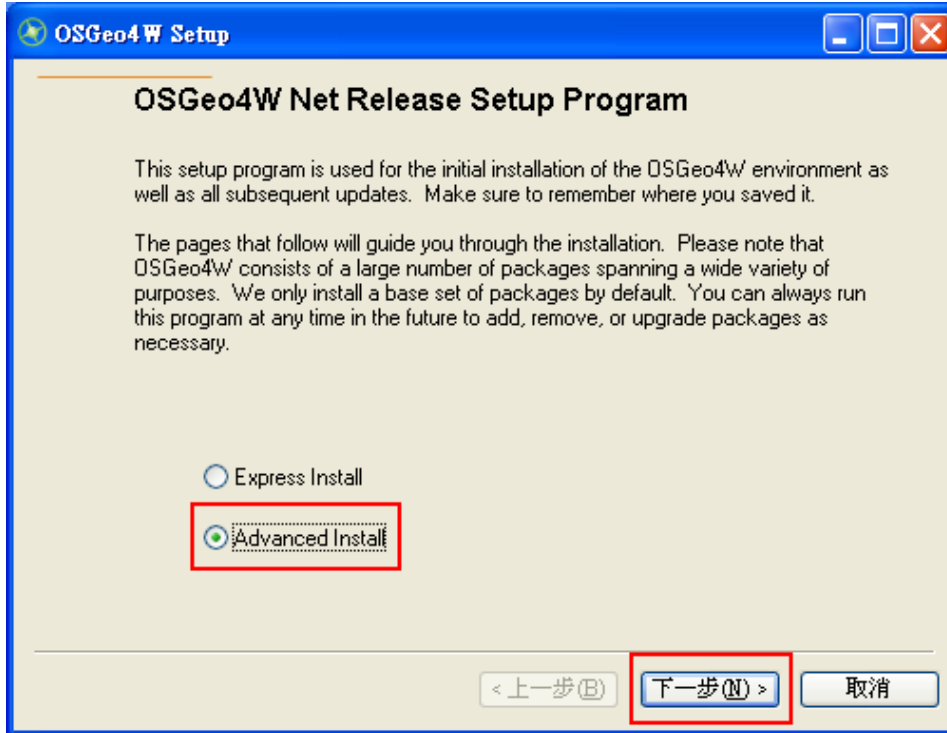 OSGeo4W Setup
OSGeo4W Net Release Setup Program
This setup program is used for the initial installation of the OSGeo4W environment as
well as all subsequent updates.  Make sure to remember where you saved it.
The pages that follow will guide you through the installation.  Please note that
OSGeo4W consists of a large number of packages spanning a wide variety of
purposes.  We only install a base set of packages by default.  You can always run
this program at any time in the future to add, remove, or upgrade packages as
necessary.
Express Install
Advanced Install
< 上一步(B)
下一步(N) >
取消